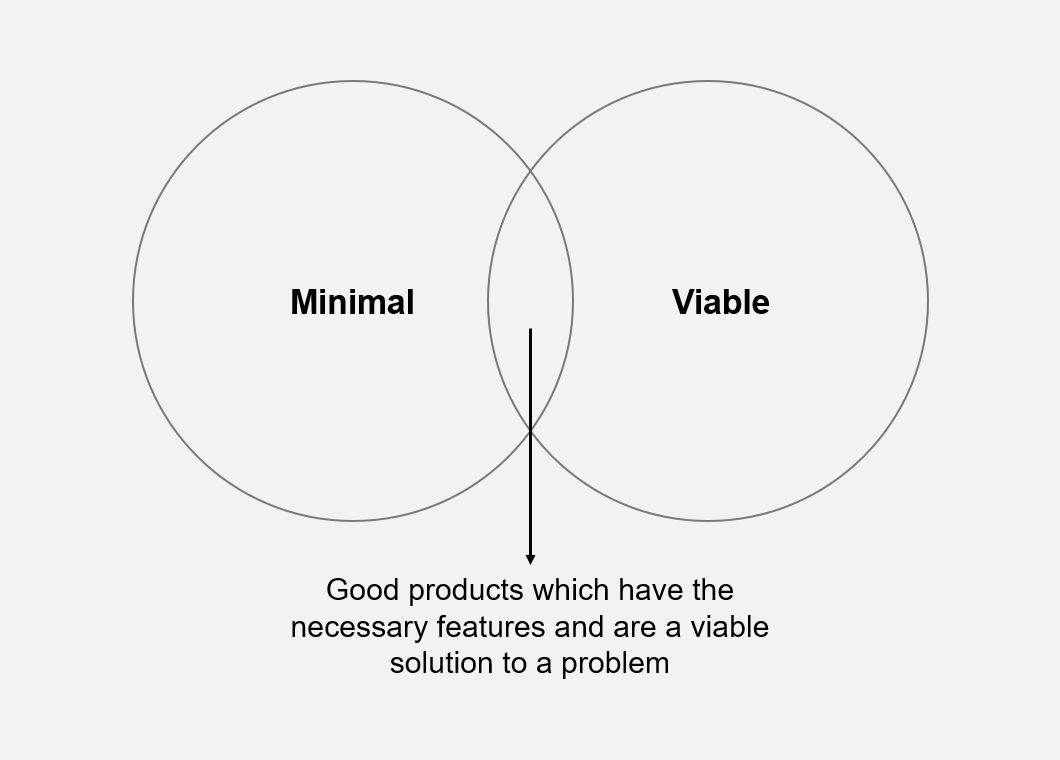 Minimal
Viable
Good products which have the
necessary features and are a viable
solution to a problem